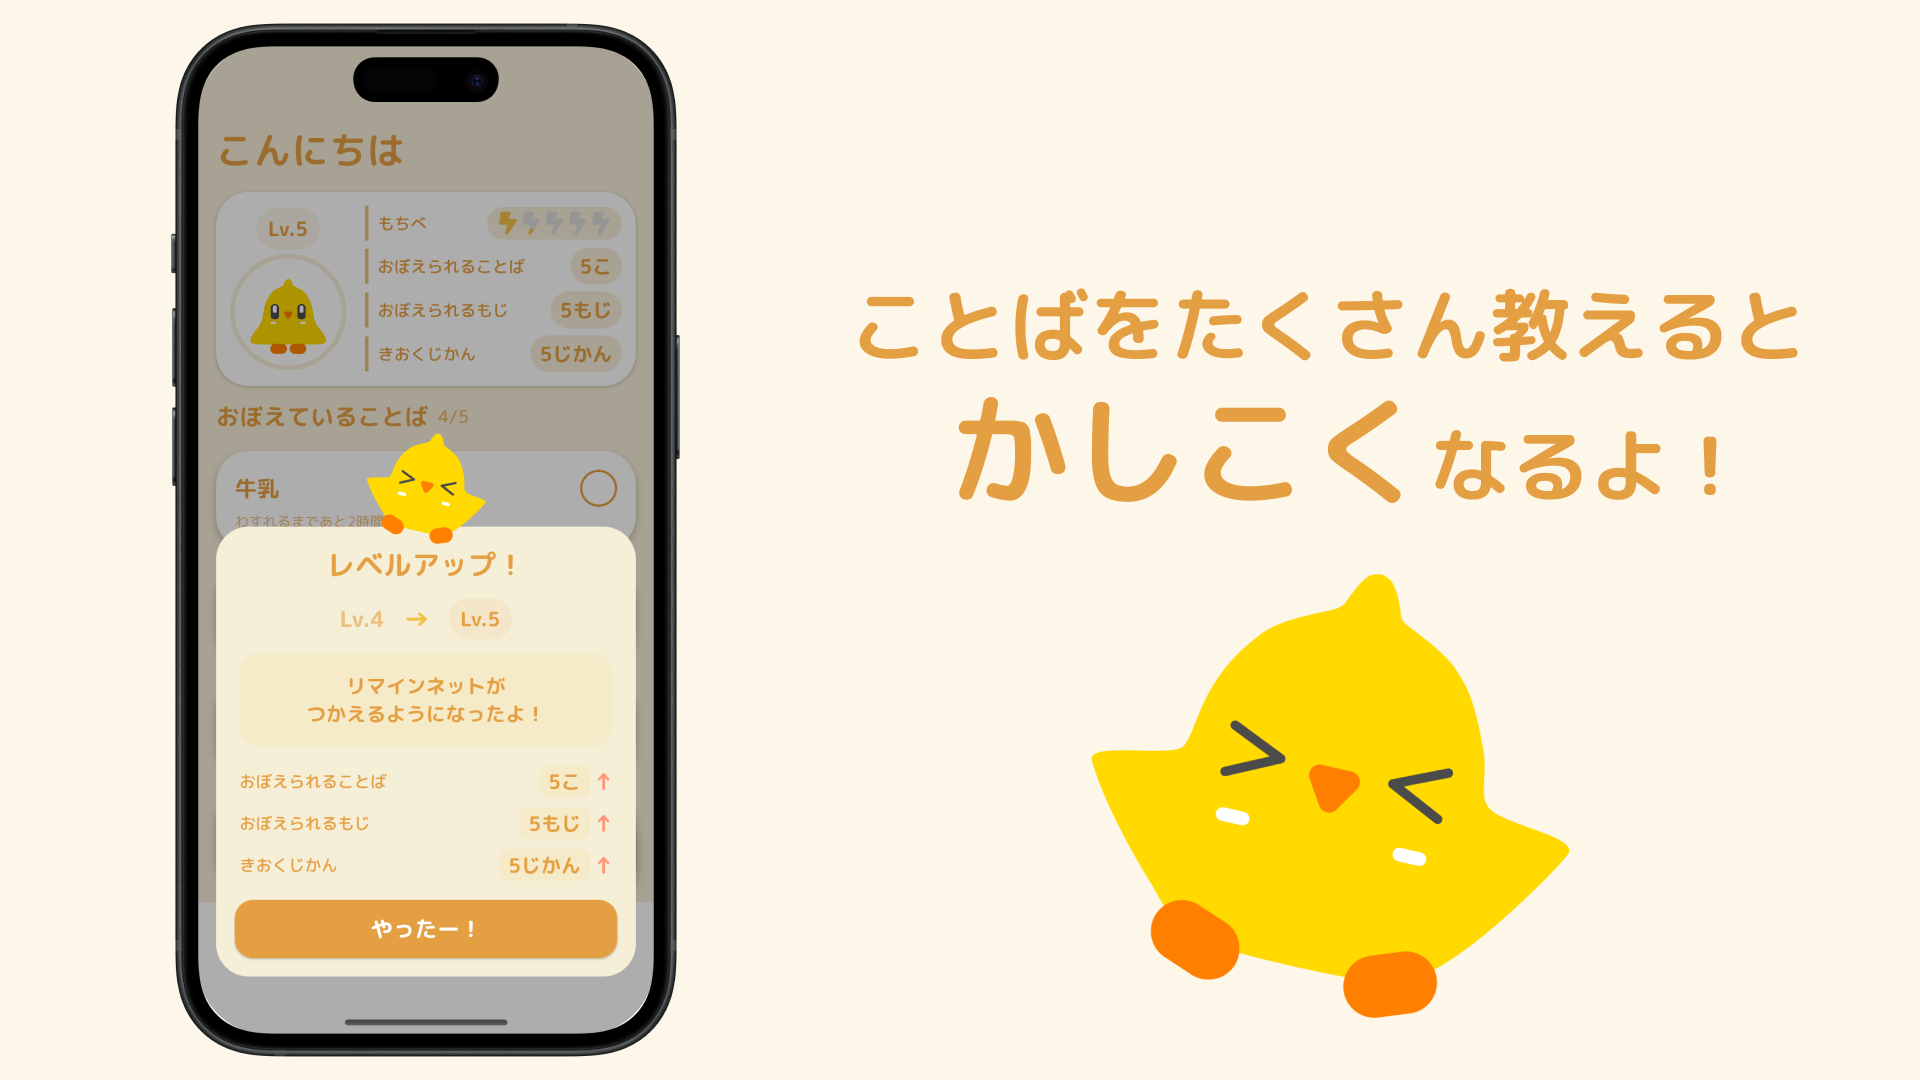 こんにちは
Lv.5
もちべ
おぼえられることば 5こ
おぼえられるもじ 5もじ
きおくじかん 5じかん
おぼえていることば 4/5
牛乳
わすれるまであと2時間
レベルアップ！
Lv.4 → Lv.5
リマインネットが
つかえるようになったよ！
おぼえられることば 5こ ↑
おぼえられるもじ 5もじ ↑
きおくじかん 5じかん ↑
やったー！
ことばをたくさん教えると
かしこくなるよ！